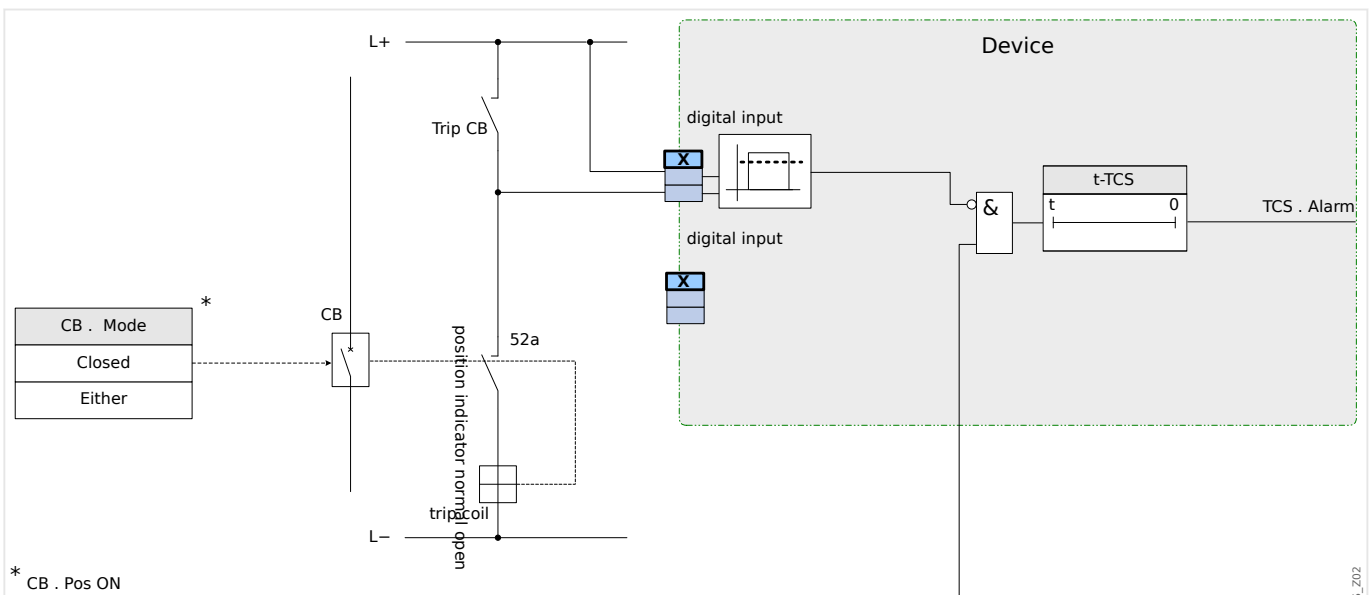 Device
L+
digital input
Trip CB
X
t-TCS
t 0
&
TCS . Alarm
digital input
X
*
CB . Mode
Closed
Either
CB
52a
position indicator normal open
trip coil
L−
* CB . Pos ON
_Z02